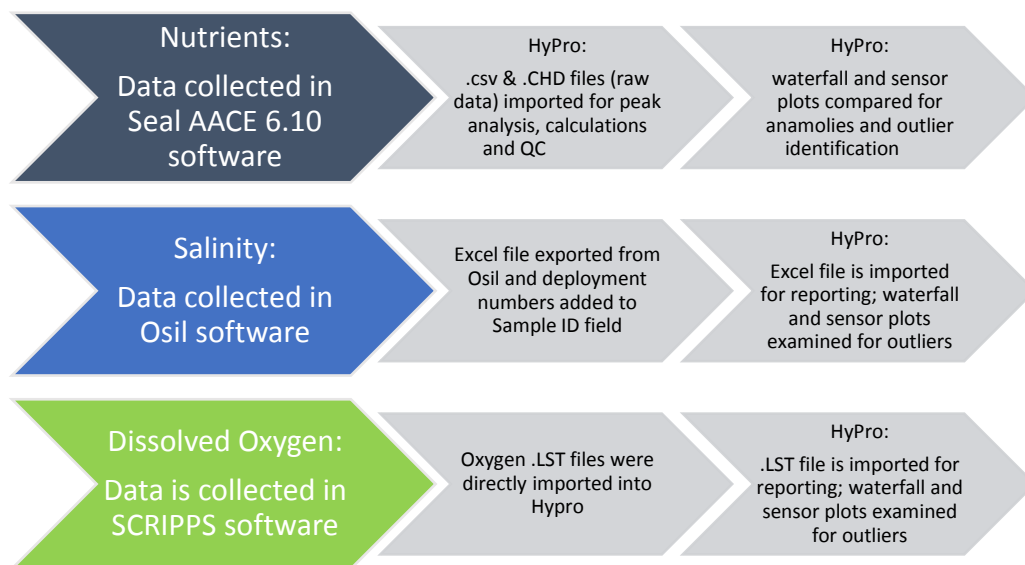 Nutrients:
Data collected in
Seal AACE 6.10
software
HyPro:
.csv & .CHD files (raw
data) imported for peak
analysis, calculations
and QC
HyPro:
waterfall and sensor
plots compared for
anamolies and outlier
identification
Salinity:
Data collected in
Osil software
Excel file exported from
Osil and deployment
numbers added to
Sample ID field
HyPro:
Excel file is imported
for reporting; waterfall
and sensor plots
examined for outliers
Dissolved Oxygen:
Data is collected in
SCRIPPS software
Oxygen .LST files were
directly imported into
Hypro
HyPro:
.LST file is imported for
reporting; waterfall and
sensor plots examined
for outliers